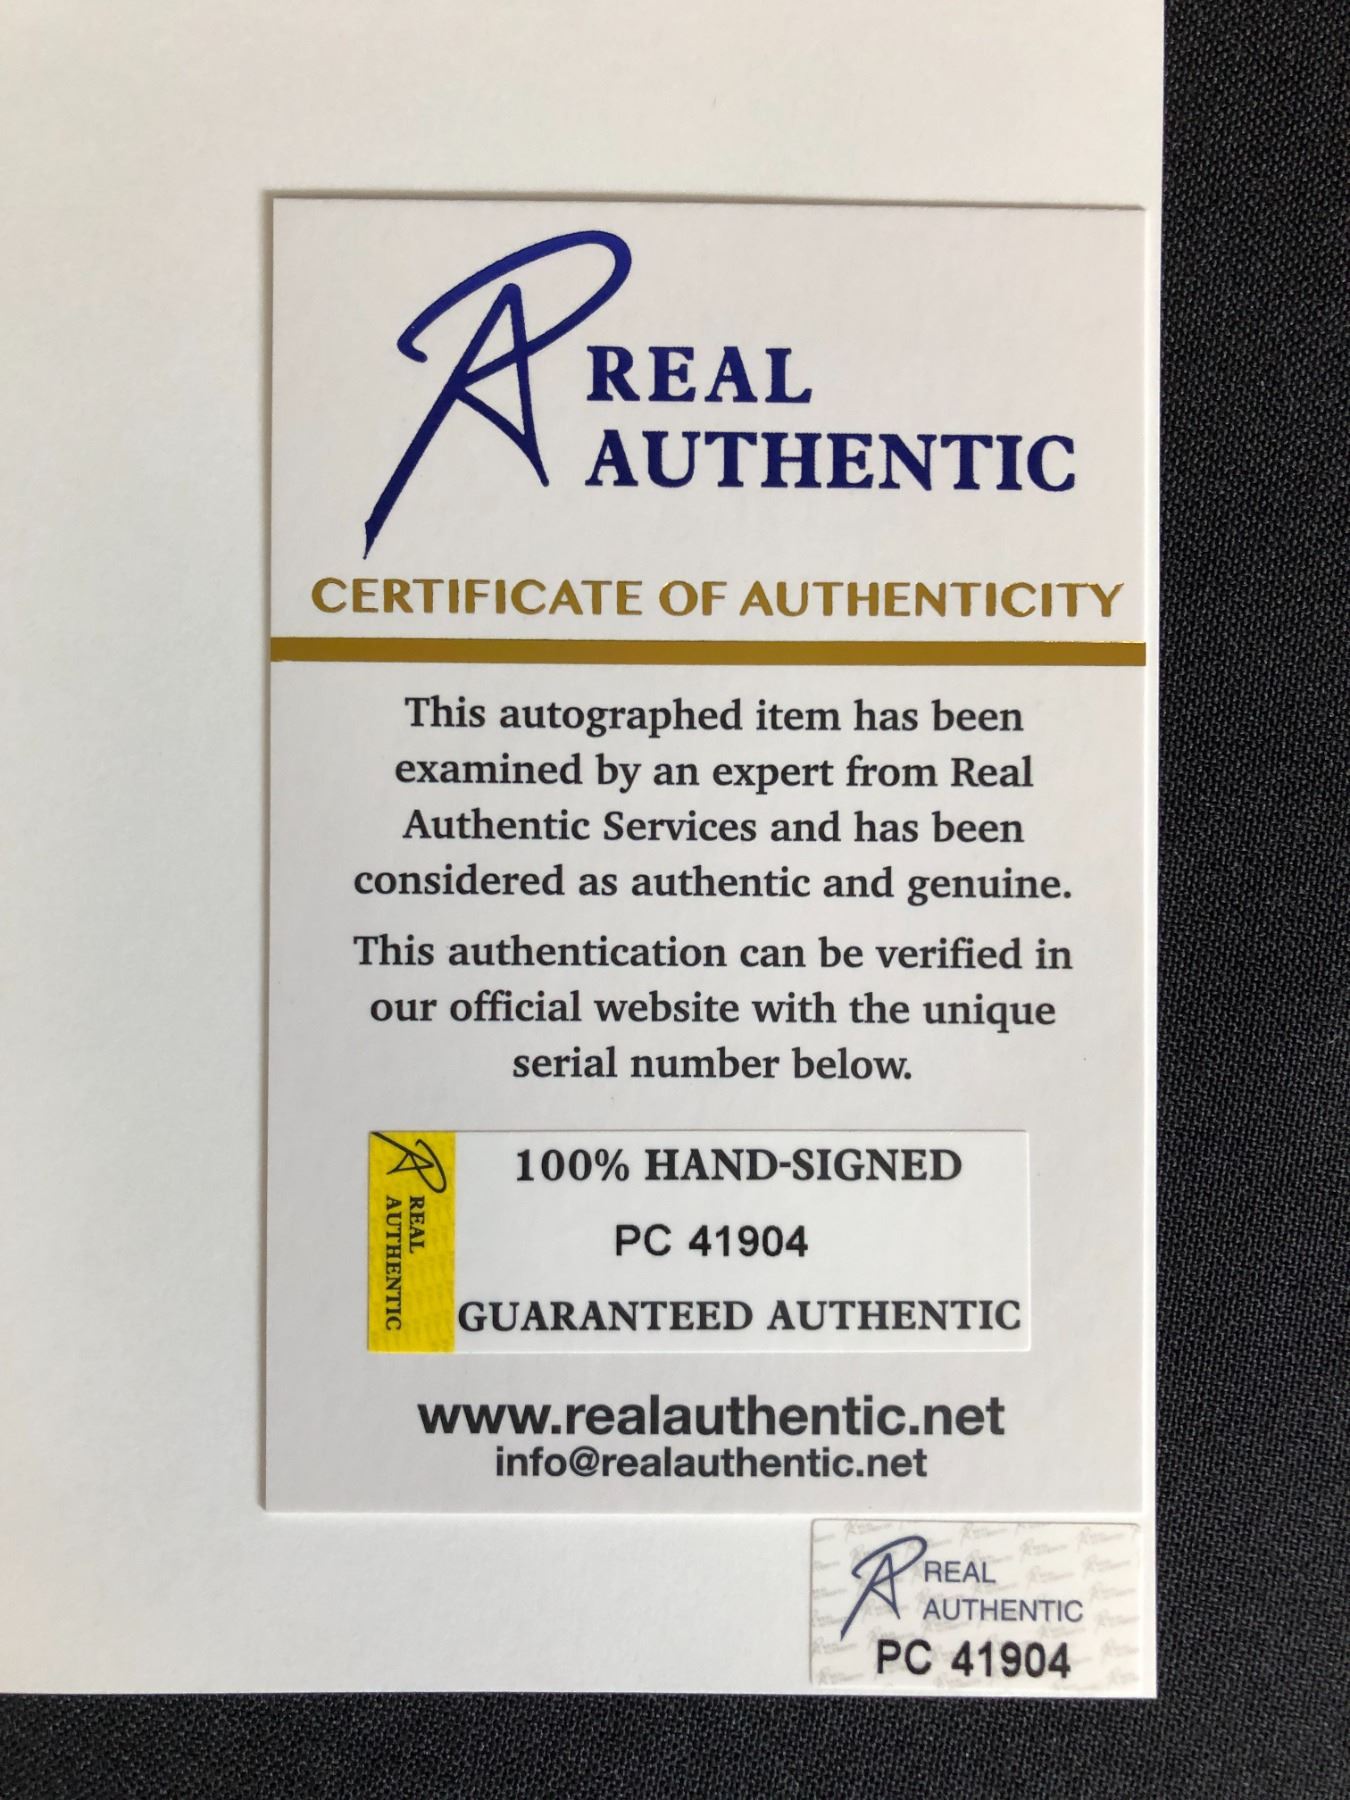 REAL
AUTHENTIC
CERTIFICATE OF AUTHENTICITY
This autographed item has been
examined by an expert from Real
Authentic Services and has been
considered as authentic and genuine.
This authentication can be verified in
our official website with the unique
serial number below.
REAL
AUTHENTIC
100% HAND-SIGNED
PC 41904
GUARANTEED AUTHENTIC
www.realauthentic.net
info@realauthentic.net
REAL
AUTHENTIC
PC 41904